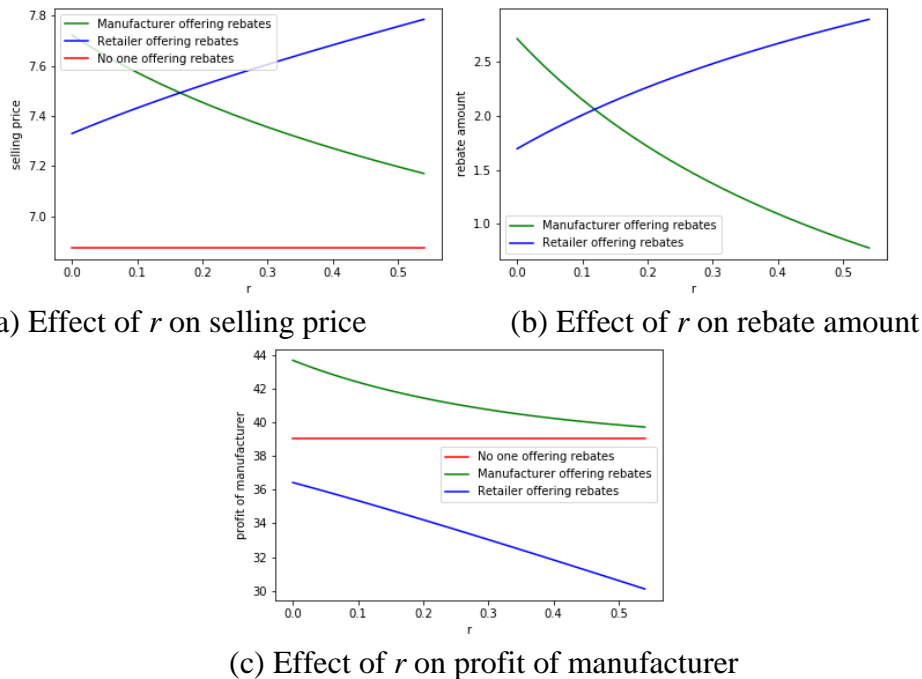 7.8
7.6
7.4
7.2
7.0
selling price
Manufacturer offering rebates
Retailer offering rebates
No one offering rebates
0.0 0.1 0.2 0.3 0.4 0.5
r
2.5
2.0
1.5
1.0
rebate amount
Manufacturer offering rebates
Retailer offering rebates
0.0 0.1 0.2 0.3 0.4 0.5
r
a) Effect of r on selling price
(b) Effect of r on rebate amount
44
42
40
38
36
34
32
30
profit of manufacturer
No one offering rebates
Manufacturer offering rebates
Retailer offering rebates
0.0 0.1 0.2 0.3 0.4 0.5
r
(c) Effect of r on profit of manufacturer